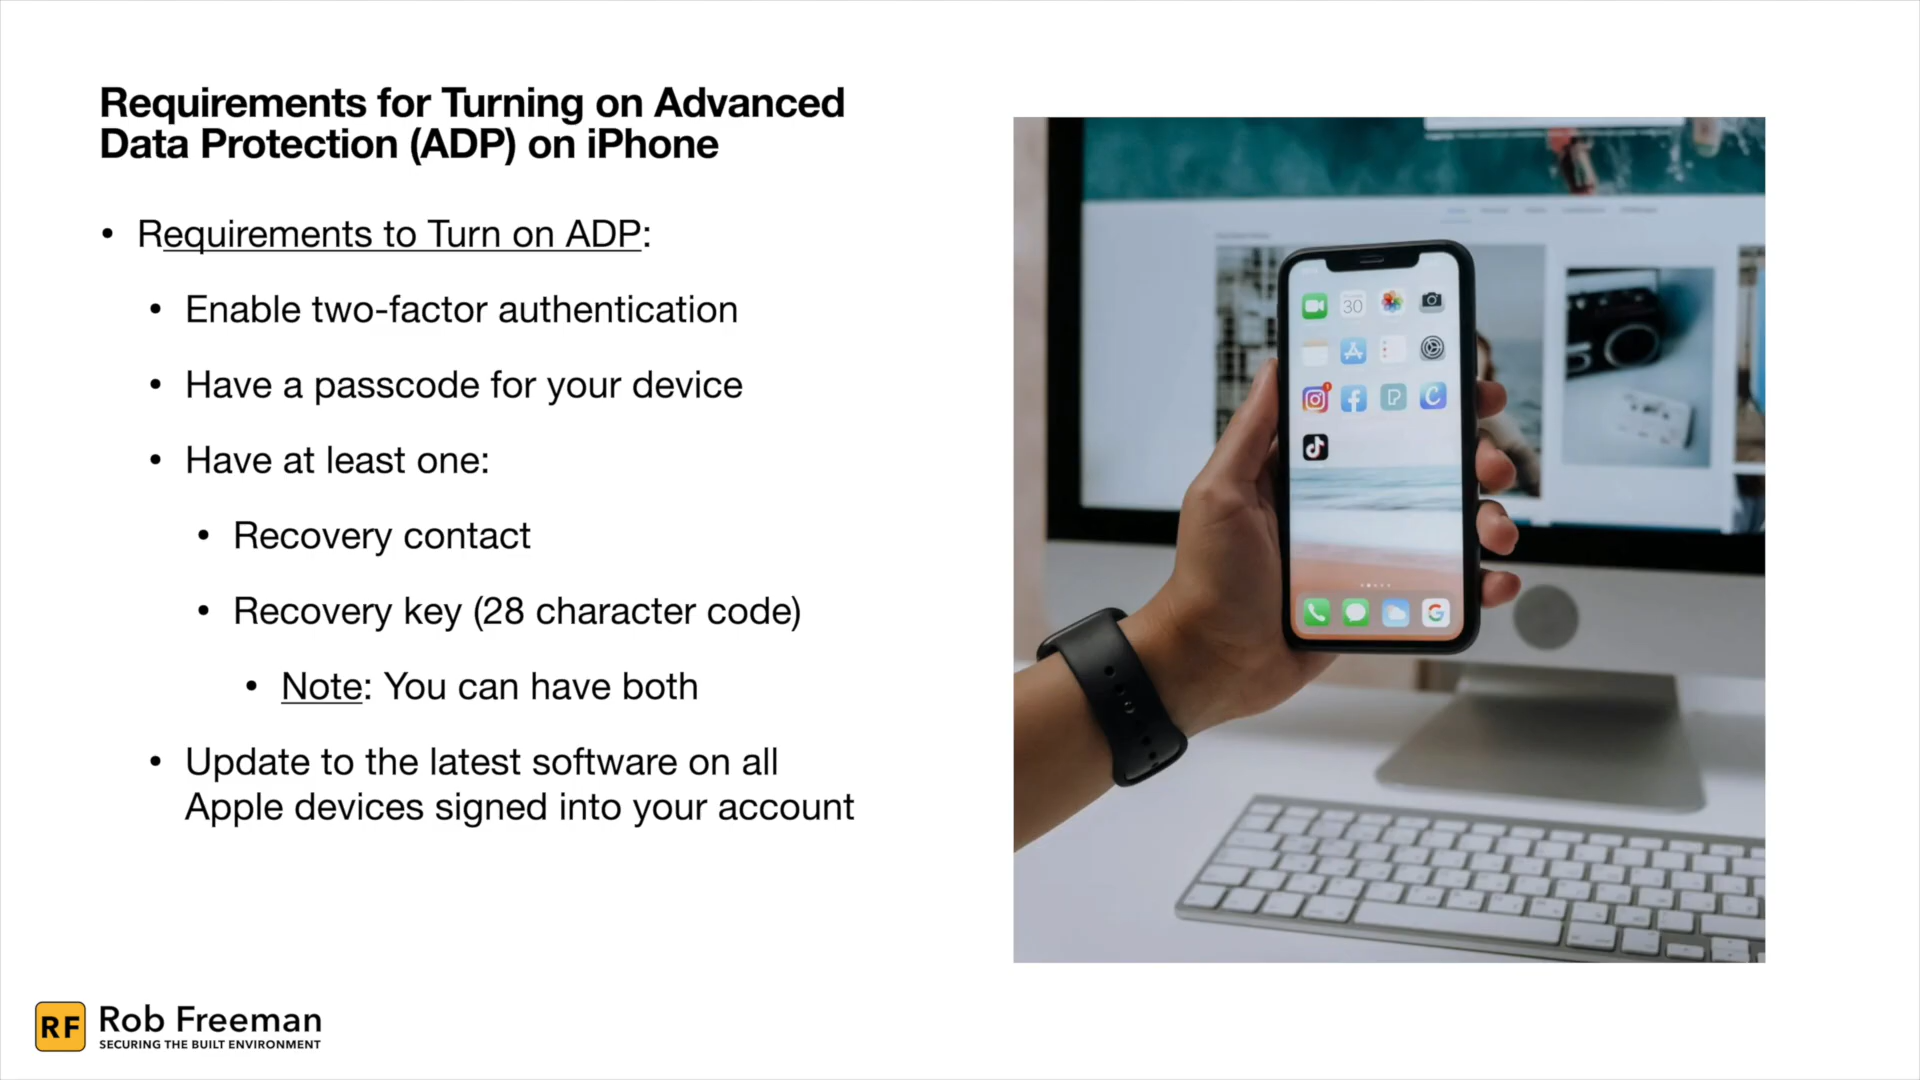 Requirements for Turning on Advanced
Data Protection (ADP) on iPhone
• Requirements to Turn on ADP:
• Enable two-factor authentication
• Have a passcode for your device
• Have at least one:
• Recovery contact
• Recovery key (28 character code)
• Note: You can have both
• Update to the latest software on all
Apple devices signed into your account
30
RF
Rob Freeman
SECURING THE BUILT ENVIRONMENT